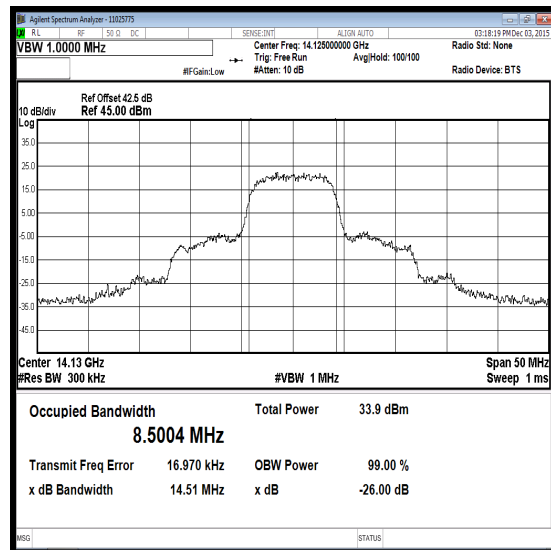 Agilent Spectrum Analyzer - 11025775
LXI RL RF 50 Ω DC SENSE:INT ALIGN AUTO 03:18:19 PM Dec 03, 2015
VBW 1.0000 MHz Center Freq: 14.125000000 GHz Radio Std: None
Trig: Free Run Avg|Hold: 100/100
#IFGain:Low #Atten: 10 dB Radio Device: BTS
Ref Offset 42.5 dB
10 dB/div Ref 45.00 dBm
Log
35.0
25.0
15.0
5.00
-5.00
-15.0
-25.0
-35.0
-45.0
Center 14.13 GHz Span 50 MHz
#Res BW 300 kHz #VBW 1 MHz Sweep 1 ms
Occupied Bandwidth Total Power 33.9 dBm
8.5004 MHz
Transmit Freq Error 16.970 kHz OBW Power 99.00 %
x dB Bandwidth 14.51 MHz x dB -26.00 dB
MSG STATUS